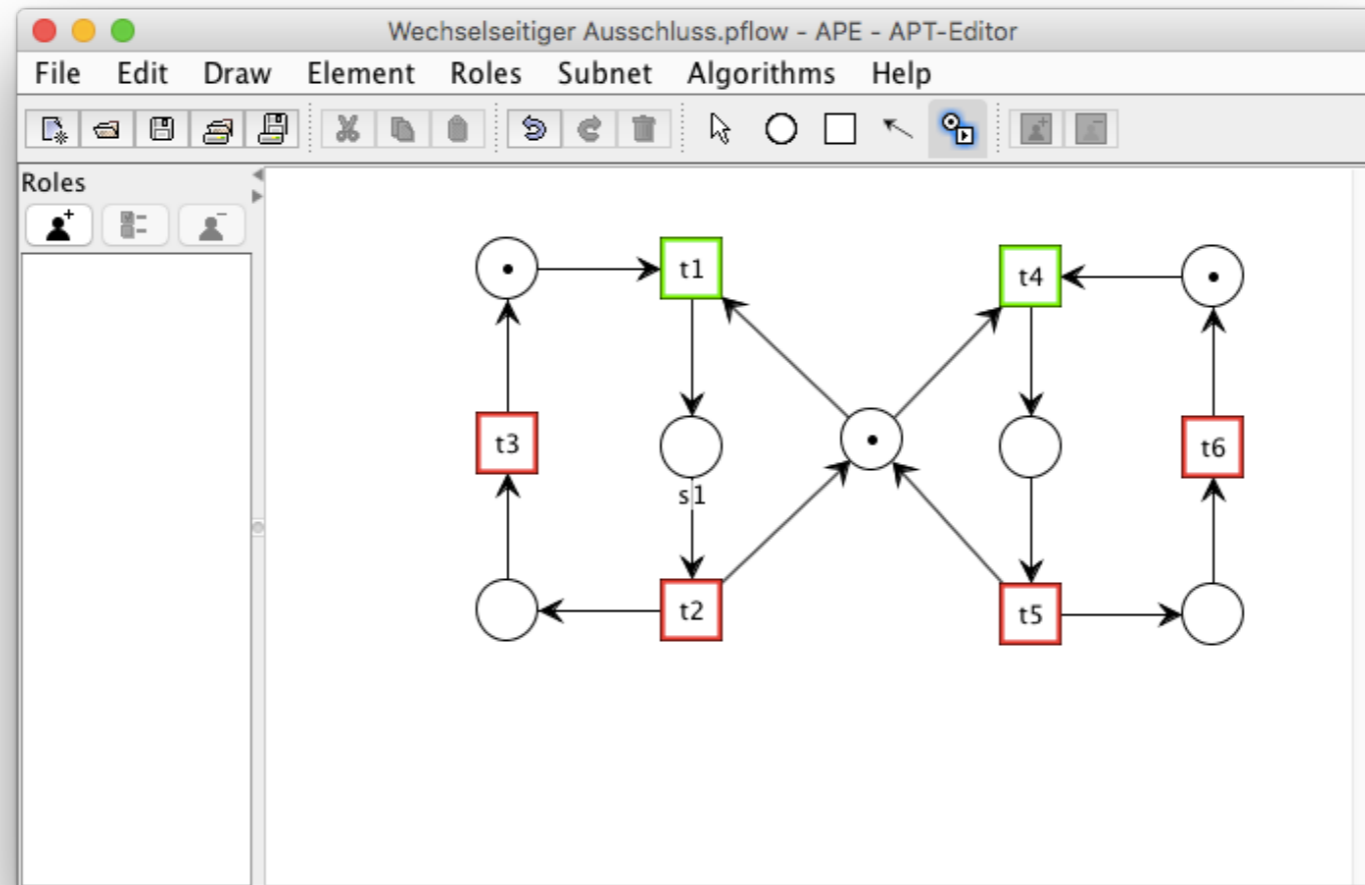 Wechselseitiger Ausschluss.pflow - APE - APT-Editor
File Edit Draw Element Roles Subnet Algorithms Help
Roles
t1
t4
t3
t6
s1
t2
t5